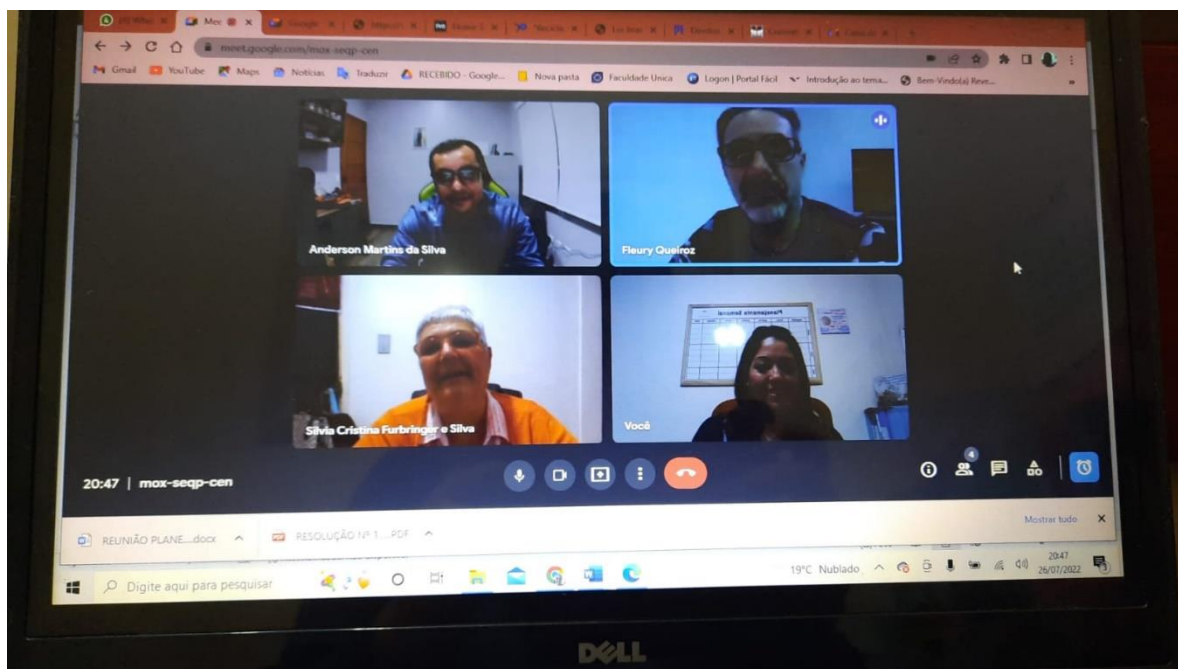 Mee
Google
meet.google.com/mox-seqp-cen
Gmail YouTube Maps Notícias Traduzir RECEBIDO - Google... Nova pasta Faculdade Unica Logon | Portal Fácil Introdução ao tema... Bem-Vindo(a) Reve...
Anderson Martins da Silva
Fleury Queiroz
Planejamento Semanal
Silvia Cristina Furbringer e Silva
Você
20:47 | mox-seqp-cen
4
REUNIÃO PLANE....docx
RESOLUÇÃO Nº 1....PDF
Mostrar tudo
Digite aqui para pesquisar
19°C Nublado
20:47
26/07/2022
3
DELL